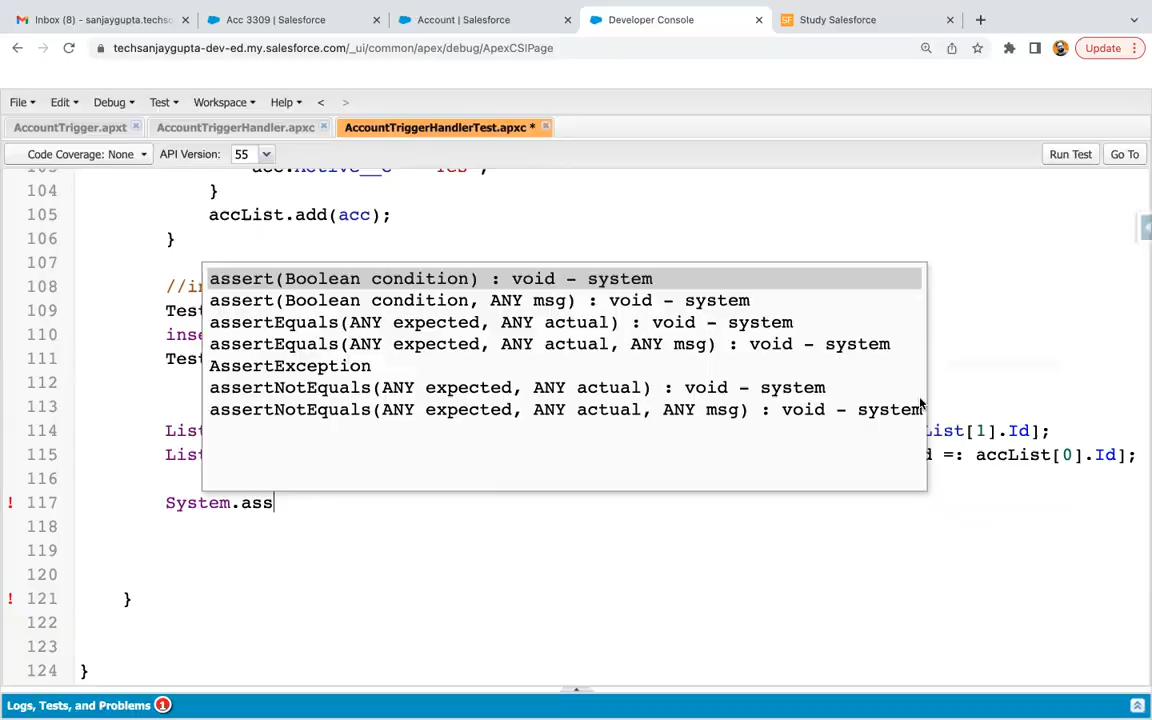 Inbox (9) - sanjaygupta.techsc
Acc 3309 | Salesforce
Account | Salesforce
Developer Console
Study Salesforce
techsanjaygupta-dev-ed.my.salesforce.com/_ui/common/apex/debug/ApexCSIPage
Update
File Edit Debug Test Workspace Help < >
AccountTrigger.apxt
AccountTriggerHandler.apxc
AccountTriggerHandlerTest.apxc *
Code Coverage: None API Version: 55 Run Test Go To
104 }
105 accList.add(acc);
106 }
107
108 //i
109 Test
110 inse
111 Test
112
113
114 List List[1].Id];
115 List d =: accList[0].Id];
116
117 System.ass
118
119
120
121 }
122
123
124 }
assert(Boolean condition) : void - system
assert(Boolean condition, ANY msg) : void - system
assertEquals(ANY expected, ANY actual) : void - system
assertEquals(ANY expected, ANY actual, ANY msg) : void - system
AssertException
assertNotEquals(ANY expected, ANY actual) : void - system
assertNotEquals(ANY expected, ANY actual, ANY msg) : void - system
Logs, Tests, and Problems 1